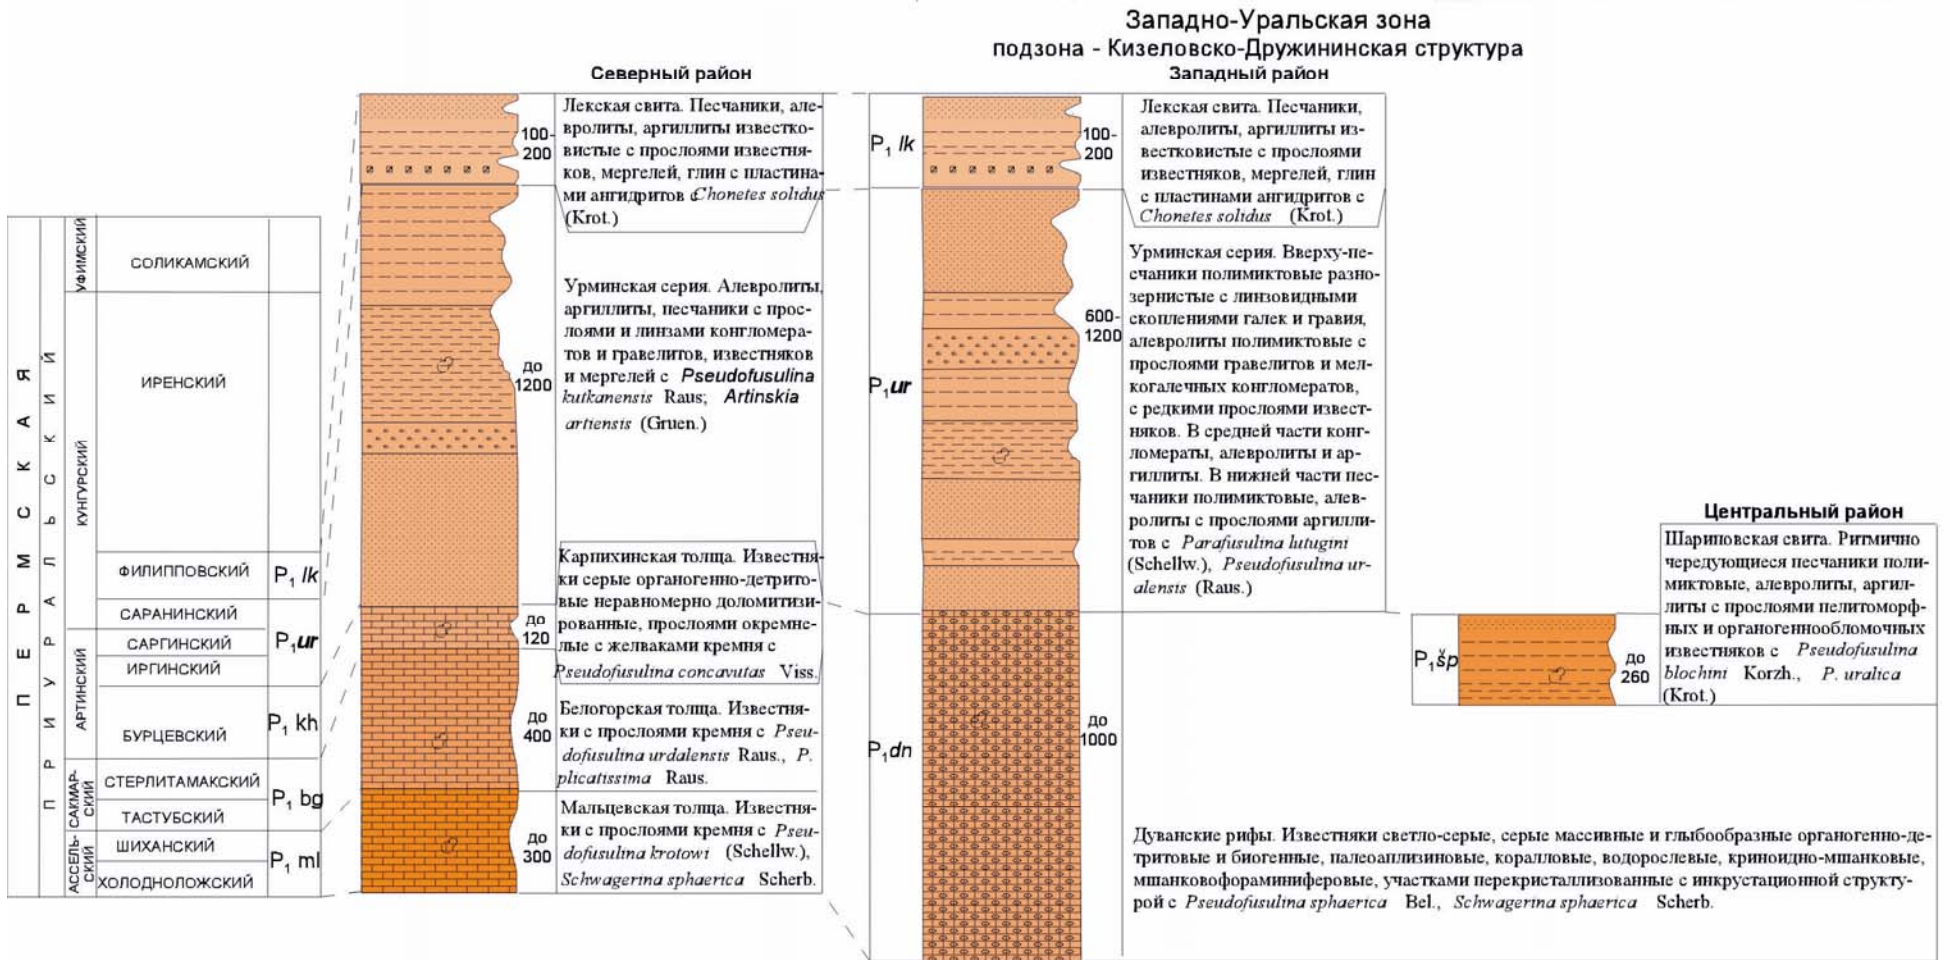 Западно-Уральская зона
подзона - Кизеловско-Дружининская структура
Северный район
Западный район
100-
200
Лекская свита. Песчаники, але-
вролиты, аргиллиты известко-
вистые с прослоями известня-
ков, мергелей, глин с пластина-
ми ангидритов с Chonetes solidus
(Krot.)
до
1200
Урминская серия. Алевролиты,
аргиллиты, песчаники с прос-
лоями и линзами конгломера-
тов и гравелитов, известняков
и мергелей с Pseudofusulina
kutkanensis Raus; Artinskia
artiensis (Gruen.)
до
120
Карпихинская толща. Известня-
ки серые органогенно-детрито-
вые неравномерно доломитизи-
рованные, прослоями окремне-
лые с желваками кремня с
Pseudofusulina concavutas Viss.
до
400
Белогорская толща. Известня-
ки с прослоями кремня с Pseu-
dofusulina urdalensis Raus., P.
plicatissima Raus.
до
300
Мальцевская толща. Известня-
ки с прослоями кремня с Pseu-
dofusulina krotowi (Schellw.),
Schwagerina sphaerica Scherb.
P1 lk
100-
200
Лекская свита. Песчаники,
алевролиты, аргиллиты из-
вестковистые с прослоями
известняков, мергелей, глин
с пластинами ангидритов с
Chonetes solidus (Krot.)
P1ur
600-
1200
Урминская серия. Вверху-пе-
счаники полимиктовые разно-
зернистые с линзовидными
скоплениями галек и гравия,
алевролиты полимиктовые с
прослоями гравелитов и мел-
когалечных конгломератов,
с редкими прослоями извест-
няков. В средней части конг-
ломераты, алевролиты и ар-
гиллиты. В нижней части пес-
чаники полимиктовые, алев-
ролиты с прослоями аргилли-
тов с Parafusulina lutugini
(Schellw.), Pseudofusulina ur-
alensis (Raus.)
P1dn
до
1000
Дуванские рифы. Известняки светло-серые, серые массивные и глыбообразные органогенно-де-
тритовые и биогенные, палеоаплизиновые, коралловые, водорослевые, криноидно-мшанковые,
мшанковофораминиферовые, участками перекристаллизованные с инкрустационной структу-
рой с Pseudofusulina sphaerica Bel., Schwagerina sphaerica Scherb.
Центральный район
P1šp
до
260
Шариповская свита. Ритмично
чередующиеся песчаники поли-
миктовые, алевролиты, аргил-
литы с прослоями пелитоморф-
ных и органогеннообломочных
известняков с Pseudofusulina
blochini Korzh., P. uralica
(Krot.)
ПЕРМСКАЯ
ПРИУРАЛЬСКИЙ
УФИМСКИЙ
СОЛИКАМСКИЙ
КУНГУРСКИЙ
ИРЕНСКИЙ
ФИЛИППОВСКИЙ
P1 lk
САРАНИНСКИЙ
АРТИНСКИЙ
САРГИНСКИЙ
P1ur
ИРГИНСКИЙ
БУРЦЕВСКИЙ
P1 kh
САКМАР-
СКИЙ
СТЕРЛИТАМАКСКИЙ
ТАСТУБСКИЙ
P1 bg
АССЕЛЬ-
СКИЙ
ШИХАНСКИЙ
ХОЛОДНОЛОЖСКИЙ
P1 ml